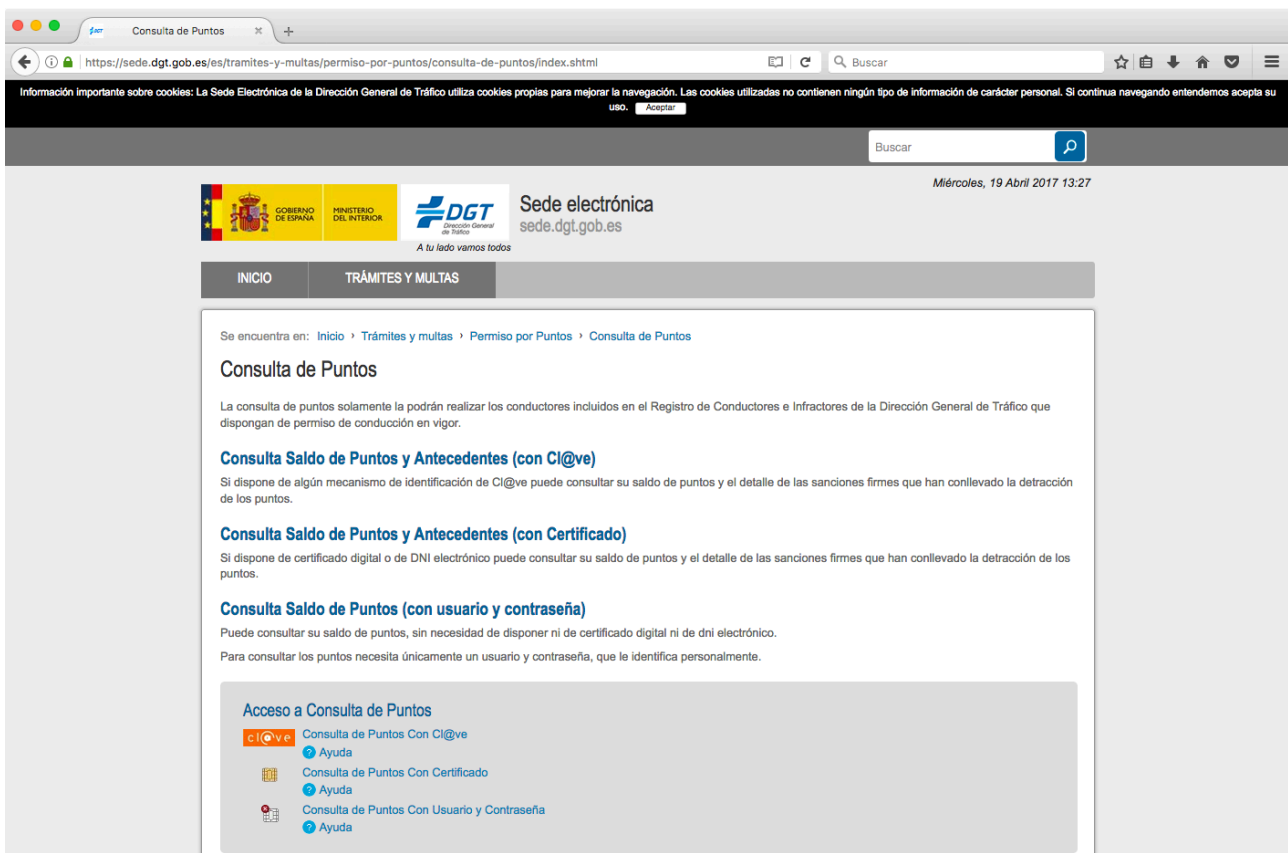 DGT Consulta de Puntos
https://sede.dgt.gob.es/es/tramites-y-multas/permiso-por-puntos/consulta-de-puntos/index.shtml
Buscar
Información importante sobre cookies: La Sede Electrónica de la Dirección General de Tráfico utiliza cookies propias para mejorar la navegación. Las cookies utilizadas no contienen ningún tipo de información de carácter personal. Si continua navegando entendemos acepta su
uso. Aceptar
Buscar
Miércoles, 19 Abril 2017 13:27
GOBIERNO
DE ESPAÑA
MINISTERIO
DEL INTERIOR
DGT
Dirección General
de Tráfico
A tu lado vamos todos
Sede electrónica
sede.dgt.gob.es
INICIO TRÁMITES Y MULTAS
Se encuentra en: Inicio › Trámites y multas › Permiso por Puntos › Consulta de Puntos
Consulta de Puntos
La consulta de puntos solamente la podrán realizar los conductores incluidos en el Registro de Conductores e Infractores de la Dirección General de Tráfico que
dispongan de permiso de conducción en vigor.
Consulta Saldo de Puntos y Antecedentes (con Cl@ve)
Si dispone de algún mecanismo de identificación de Cl@ve puede consultar su saldo de puntos y el detalle de las sanciones firmes que han conllevado la detracción
de los puntos.
Consulta Saldo de Puntos y Antecedentes (con Certificado)
Si dispone de certificado digital o de DNI electrónico puede consultar su saldo de puntos y el detalle de las sanciones firmes que han conllevado la detracción de los
puntos.
Consulta Saldo de Puntos (con usuario y contraseña)
Puede consultar su saldo de puntos, sin necesidad de disponer ni de certificado digital ni de dni electrónico.
Para consultar los puntos necesita únicamente un usuario y contraseña, que le identifica personalmente.
Acceso a Consulta de Puntos
cl@ve Consulta de Puntos Con Cl@ve
? Ayuda
Consulta de Puntos Con Certificado
? Ayuda
Consulta de Puntos Con Usuario y Contraseña
? Ayuda